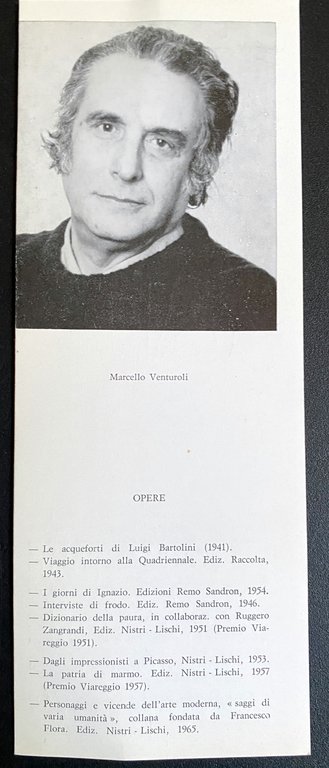 Marcello Venturoli
OPERE
— Le acqueforti di Luigi Bartolini (1941).
— Viaggio intorno alla Quadriennale. Ediz. Raccolta,
1943.
— I giorni di Ignazio. Edizioni Remo Sandron, 1954.
— Interviste di frodo. Ediz. Remo Sandron, 1946.
— Dizionario della paura, in collaboraz. con Ruggero
Zangrandi, Ediz. Nistri - Lischi, 1951 (Premio Via-
reggio 1951).
— Dagli impressionisti a Picasso, Nistri - Lischi, 1953.
— La patria di marmo. Ediz. Nistri - Lischi, 1957
(Premio Viareggio 1957).
— Personaggi e vicende dell'arte moderna, « saggi di
varia umanità », collana fondata da Francesco
Flora. Ediz. Nistri - Lischi, 1965.